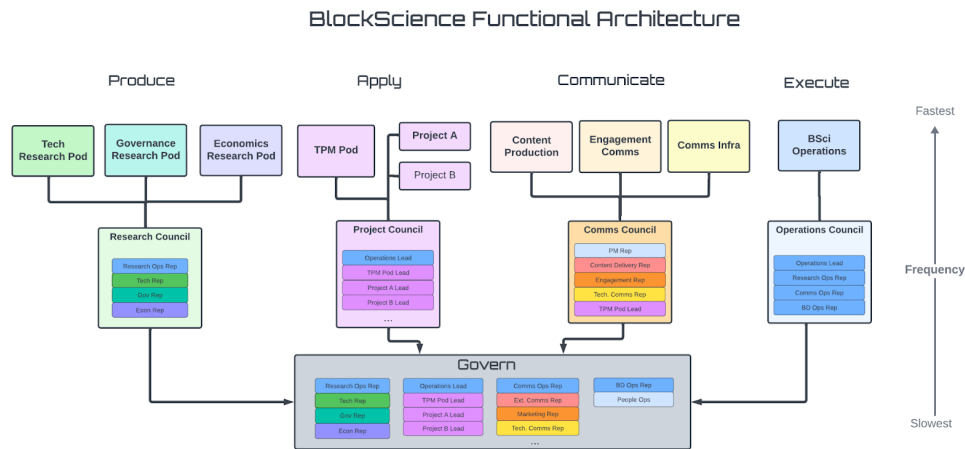 BlockScience Functional Architecture
Produce
Apply
Communicate
Execute
Fastest
Tech
Research Pod
Governance
Research Pod
Economics
Research Pod
TPM Pod
Project A
Project B
Content
Production
Engagement
Comms
Comms Infra
BSci
Operations
Research Council
Research Ops Rep
Tech Rep
Gov Rep
Econ Rep
Project Council
Operations Lead
TPM Pod Lead
Project A Lead
Project B Lead
...
Comms Council
PM Rep
Content Delivery Rep
Engagement Rep
Tech. Comms Rep
TPM Pod Lead
Operations Council
Operations Lead
Research Ops Rep
Comms Ops Rep
BD Ops Rep
Frequency
Govern
Research Ops Rep
Tech Rep
Gov Rep
Econ Rep
Operations Lead
TPM Pod Lead
Project A Lead
Project B Lead
Comms Ops Rep
Ext. Comms Rep
Marketing Rep
Tech. Comms Rep
...
BD Ops Rep
People Ops
Slowest